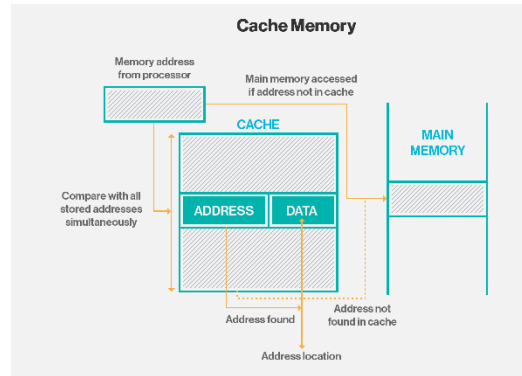 Cache Memory
Memory address
from processor
Main memory accessed
if address not in cache
CACHE
MAIN
MEMORY
Compare with all
stored addresses
simultaneously
ADDRESS
DATA
Address found
Address not
found in cache
Address location